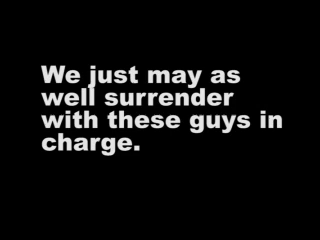 We just may as
well surrender
with these guys in
charge.